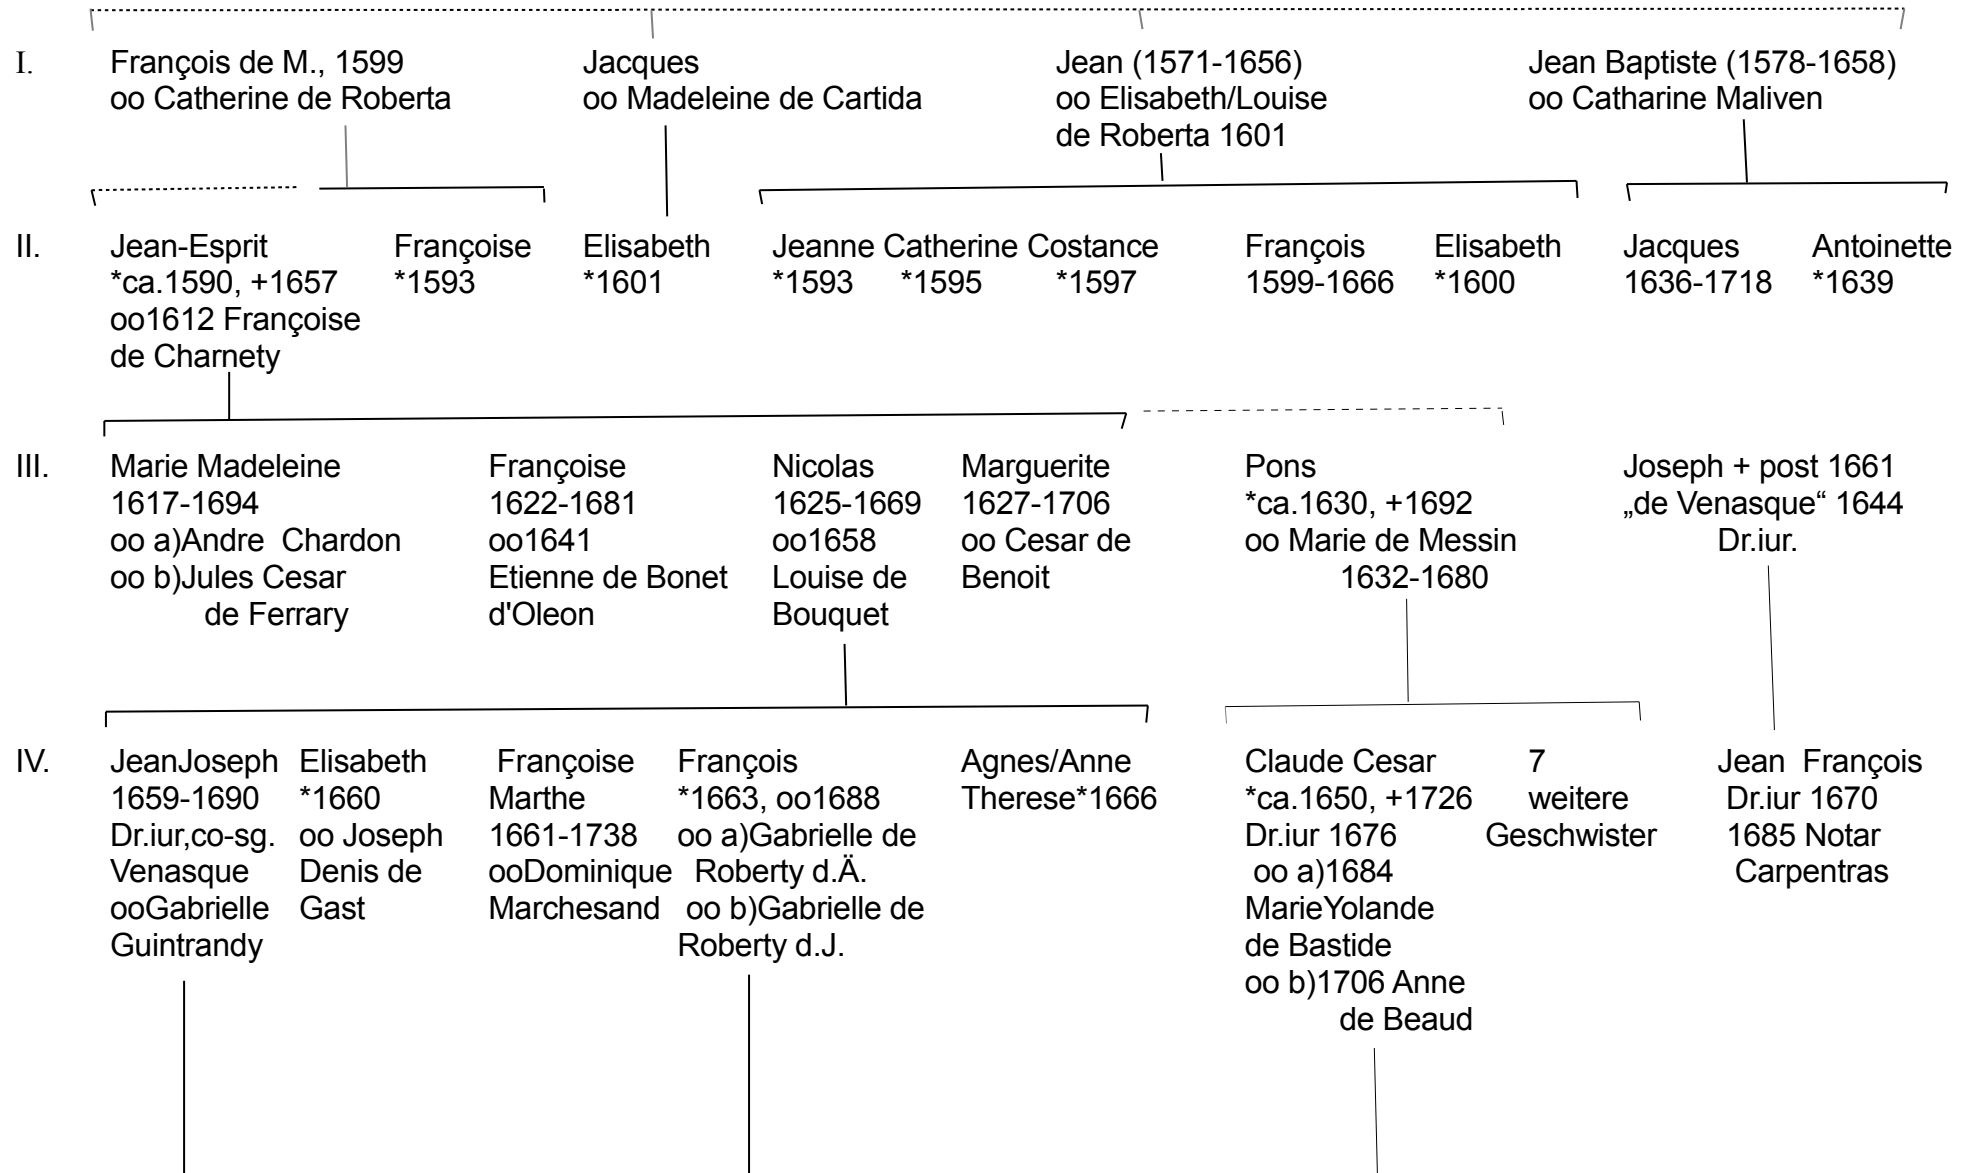 I.
François de M., 1599
oo Catherine de Roberta
Jacques
oo Madeleine de Cartida
Jean (1571-1656)
oo Elisabeth/Louise
de Roberta 1601
Jean Baptiste (1578-1658)
oo Catharine Maliven
II.
Jean-Esprit
*ca.1590, +1657
oo1612 Françoise
de Charnety
Françoise
*1593
Elisabeth
*1601
Jeanne Catherine Costance
*1593 *1595 *1597
François
1599-1666
Elisabeth
*1600
Jacques
1636-1718
Antoinette
*1639
III.
Marie Madeleine
1617-1694
oo a)Andre Chardon
oo b)Jules Cesar
de Ferrary
Françoise
1622-1681
oo1641
Etienne de Bonet
d'Oleon
Nicolas
1625-1669
oo1658
Louise de
Bouquet
Marguerite
1627-1706
oo Cesar de
Benoit
Pons
*ca.1630, +1692
oo Marie de Messin
1632-1680
Joseph + post 1661
„de Venasque“ 1644
Dr.iur.
IV.
JeanJoseph
1659-1690
Dr.iur,co-sg.
Venasque
ooGabrielle
Guintrandy
Elisabeth
*1660
oo Joseph
Denis de
Gast
Françoise
Marthe
1661-1738
ooDominique
Marchesand
François
*1663, oo1688
oo a)Gabrielle de
Roberty d.Ä.
oo b)Gabrielle de
Roberty d.J.
Agnes/Anne
Therese*1666
Claude Cesar
*ca.1650, +1726
Dr.iur 1676
oo a)1684
MarieYolande
de Bastide
oo b)1706 Anne
de Beaud
7
weitere
Geschwister
Jean François
Dr.iur 1670
1685 Notar
Carpentras